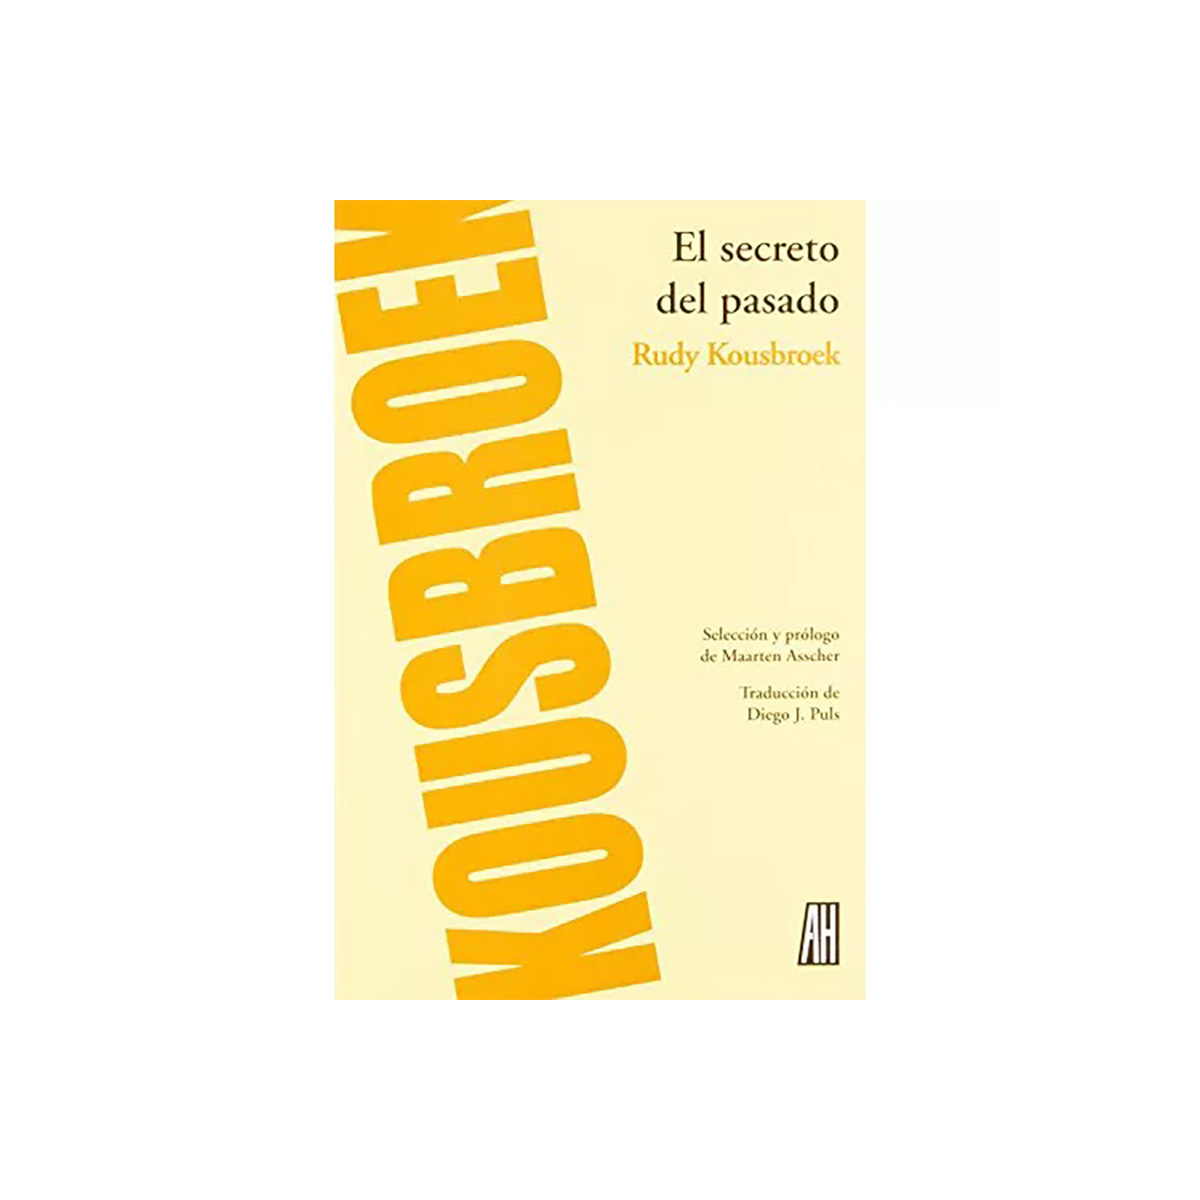 El secreto
del pasado
Rudy Kousbroek
KOUSBROEK
Selección y prólogo
de Maarten Asscher
Traducción de
Diego J. Puls
AH